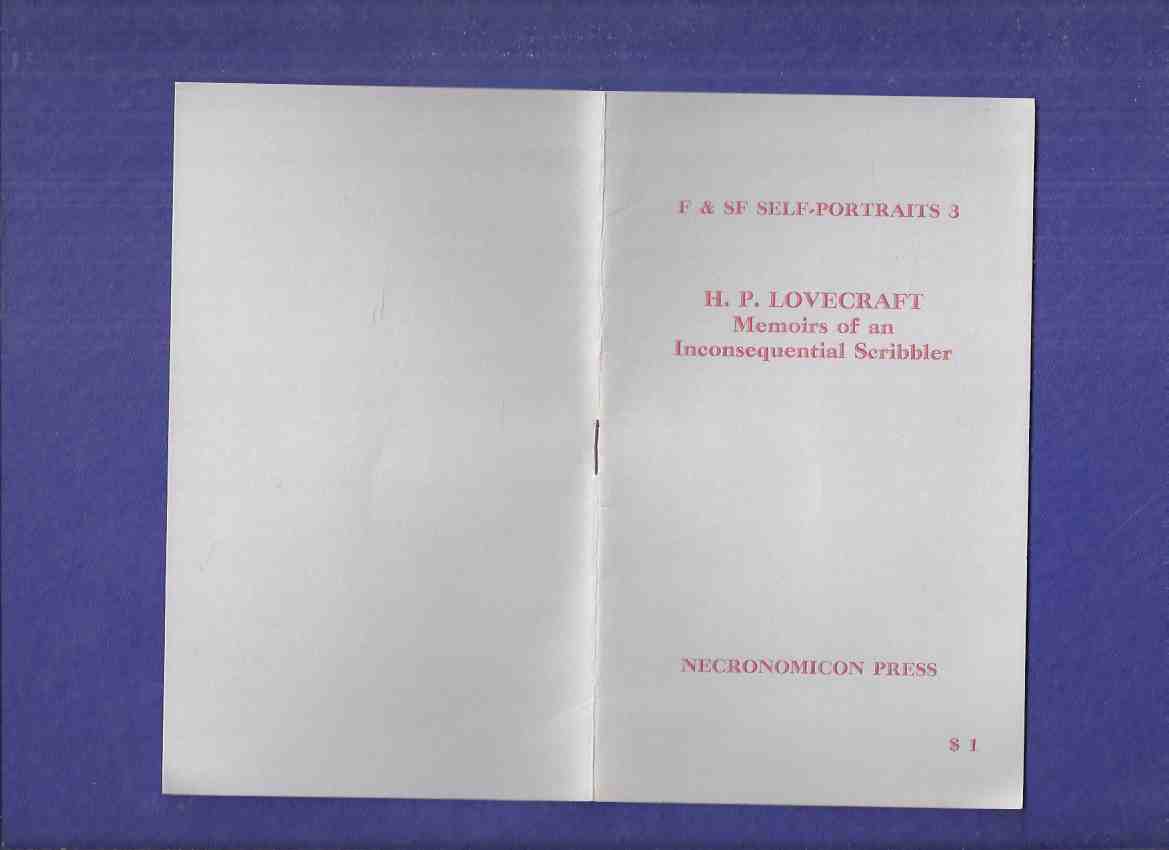 F & SF SELF-PORTRAITS 3
H. P. LOVECRAFT
Memoirs of an
Inconsequential Scribbler
NECRONOMICON PRESS
$ 1